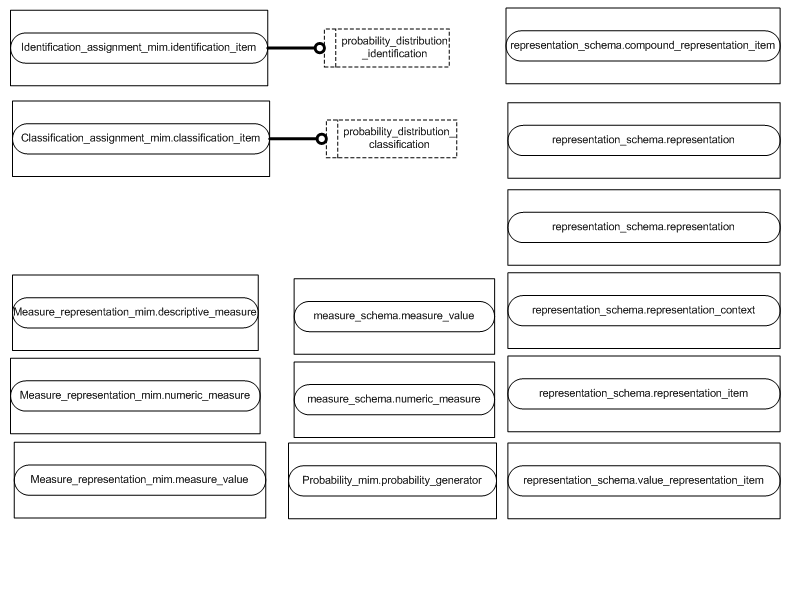 Identification_assignment_mim.identification_item
probability_distribution
_identification
representation_schema.compound_representation_item
Classification_assignment_mim.classification_item
probability_distribution_
classification
representation_schema.representation
representation_schema.representation
Measure_representation_mim.descriptive_measure
measure_schema.measure_value
representation_schema.representation_context
Measure_representation_mim.numeric_measure
measure_schema.numeric_measure
representation_schema.representation_item
Measure_representation_mim.measure_value
Probability_mim.probability_generator
representation_schema.value_representation_item